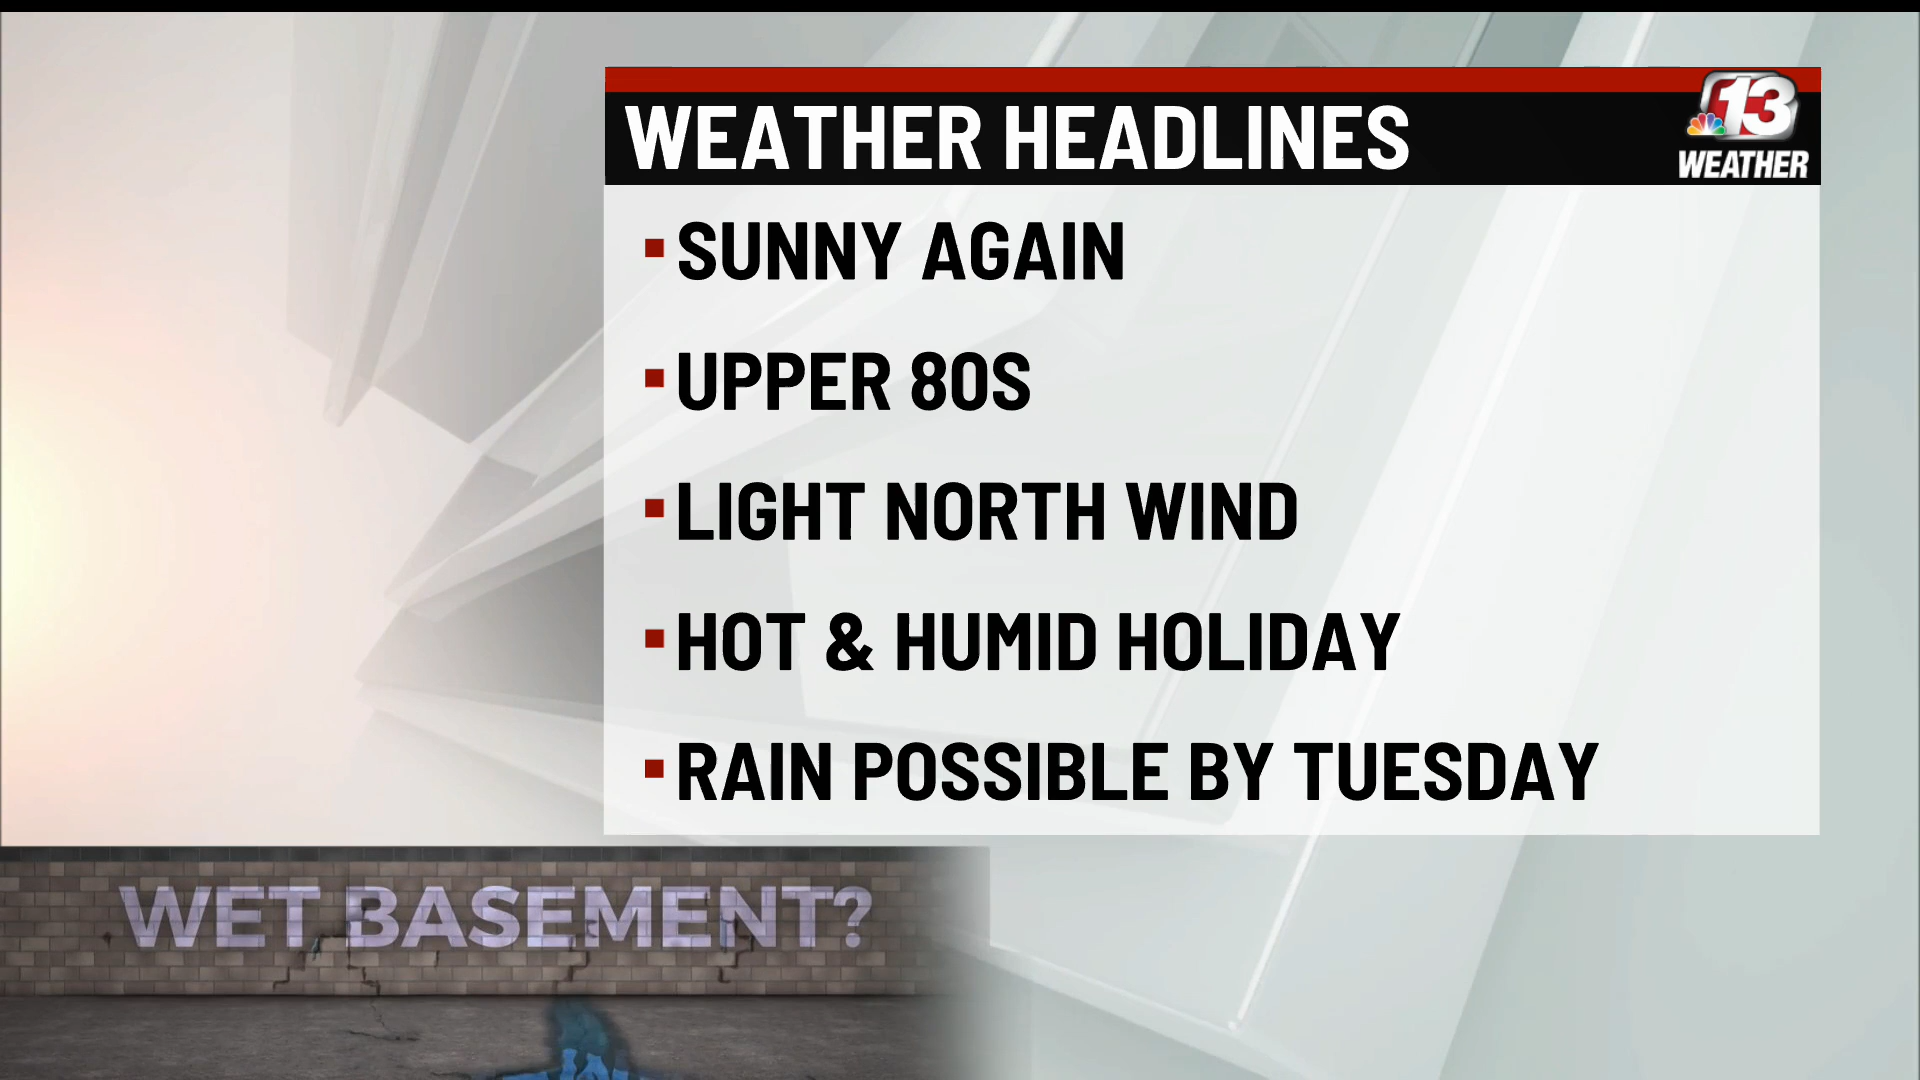 WEATHER HEADLINES
13
WEATHER
SUNNY AGAIN
UPPER 80S
LIGHT NORTH WIND
HOT & HUMID HOLIDAY
RAIN POSSIBLE BY TUESDAY
WET BASEMENT?